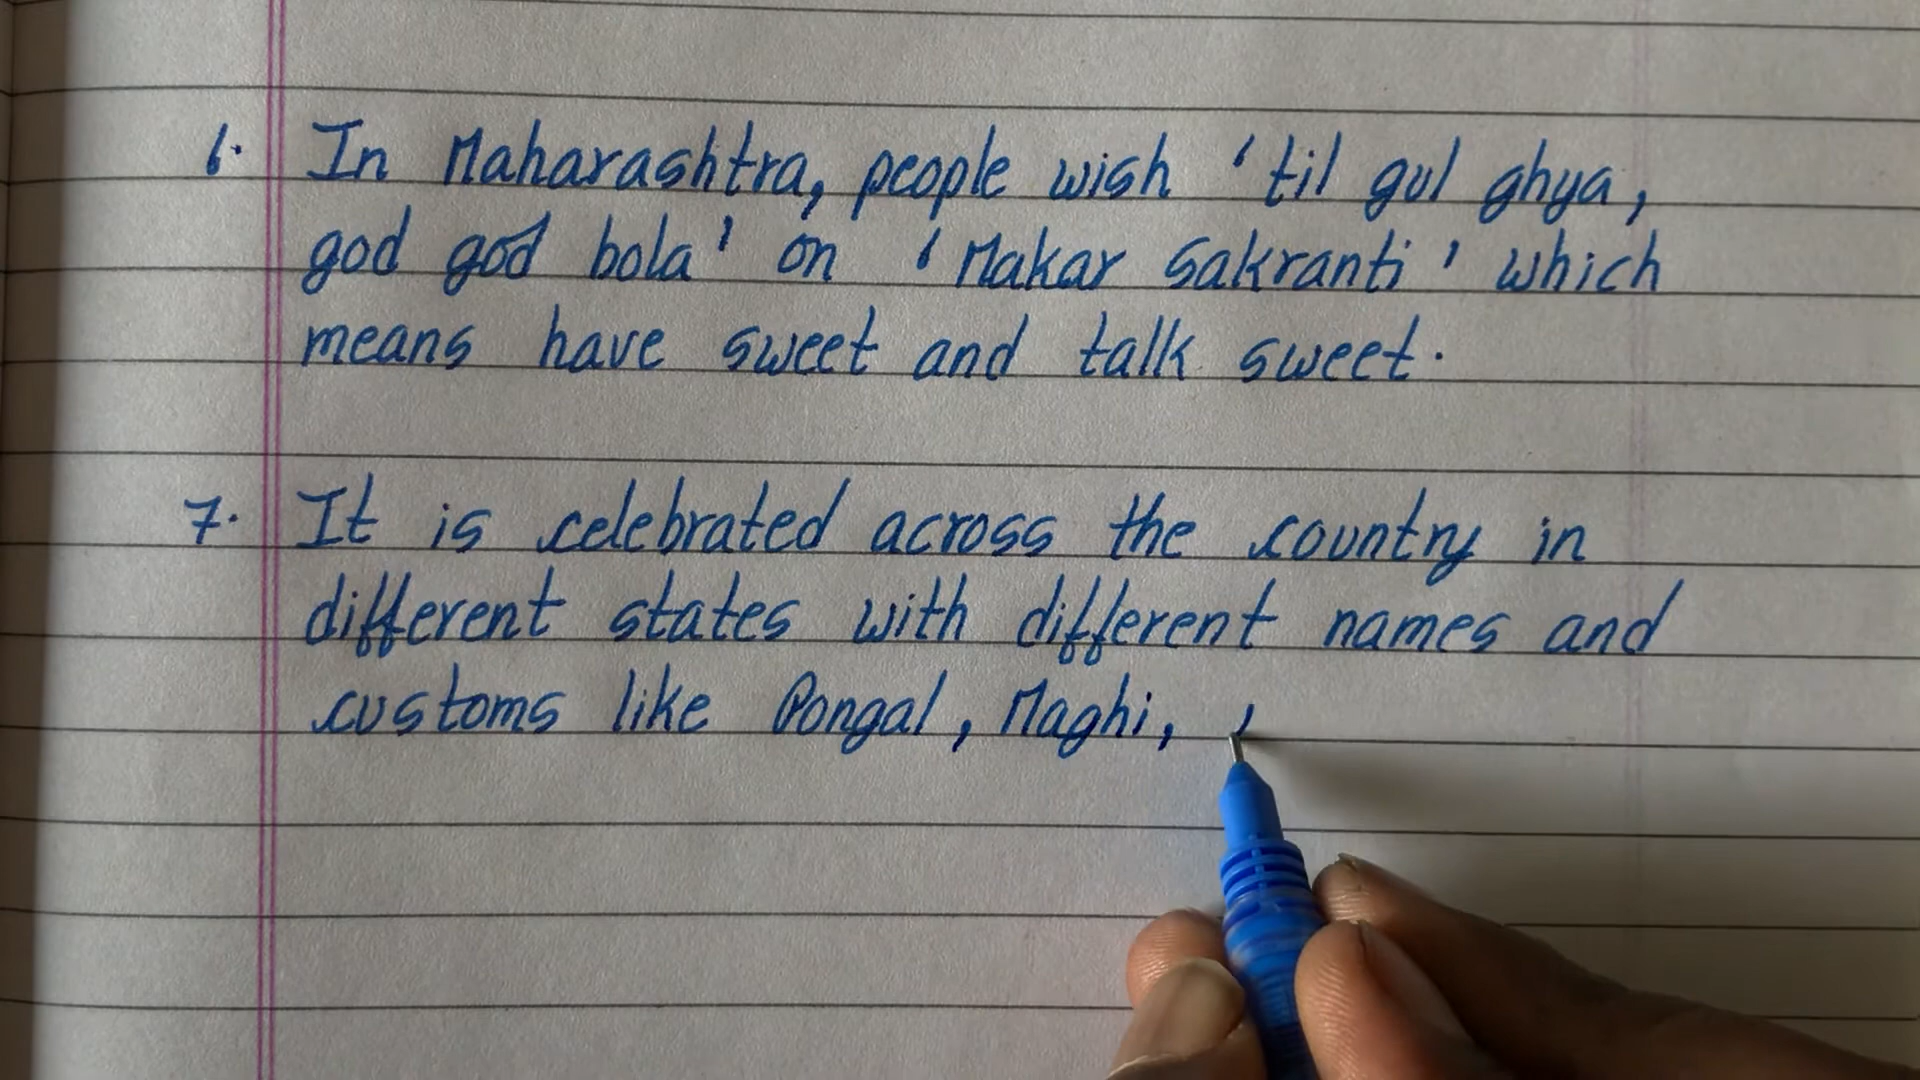 6. In Maharashtra, people wish 'til gul ghya,
god god bola' on 'Makar Sakranti' which
means have sweet and talk sweet.
7. It is celebrated across the country in
different states with different names and
customs like Pongal, Maghi,